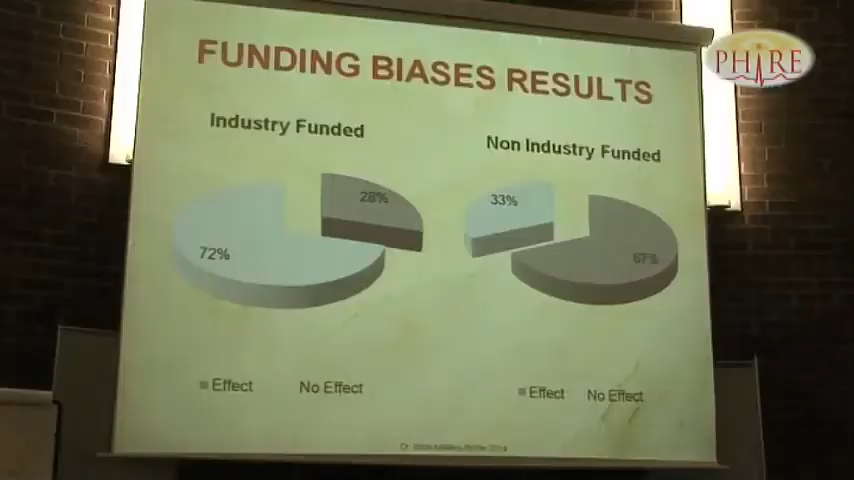 FUNDING BIASES RESULTS
PHIRE
Industry Funded
Non Industry Funded
28%
72%
33%
67%
Effect No Effect
Effect No Effect
Dr.